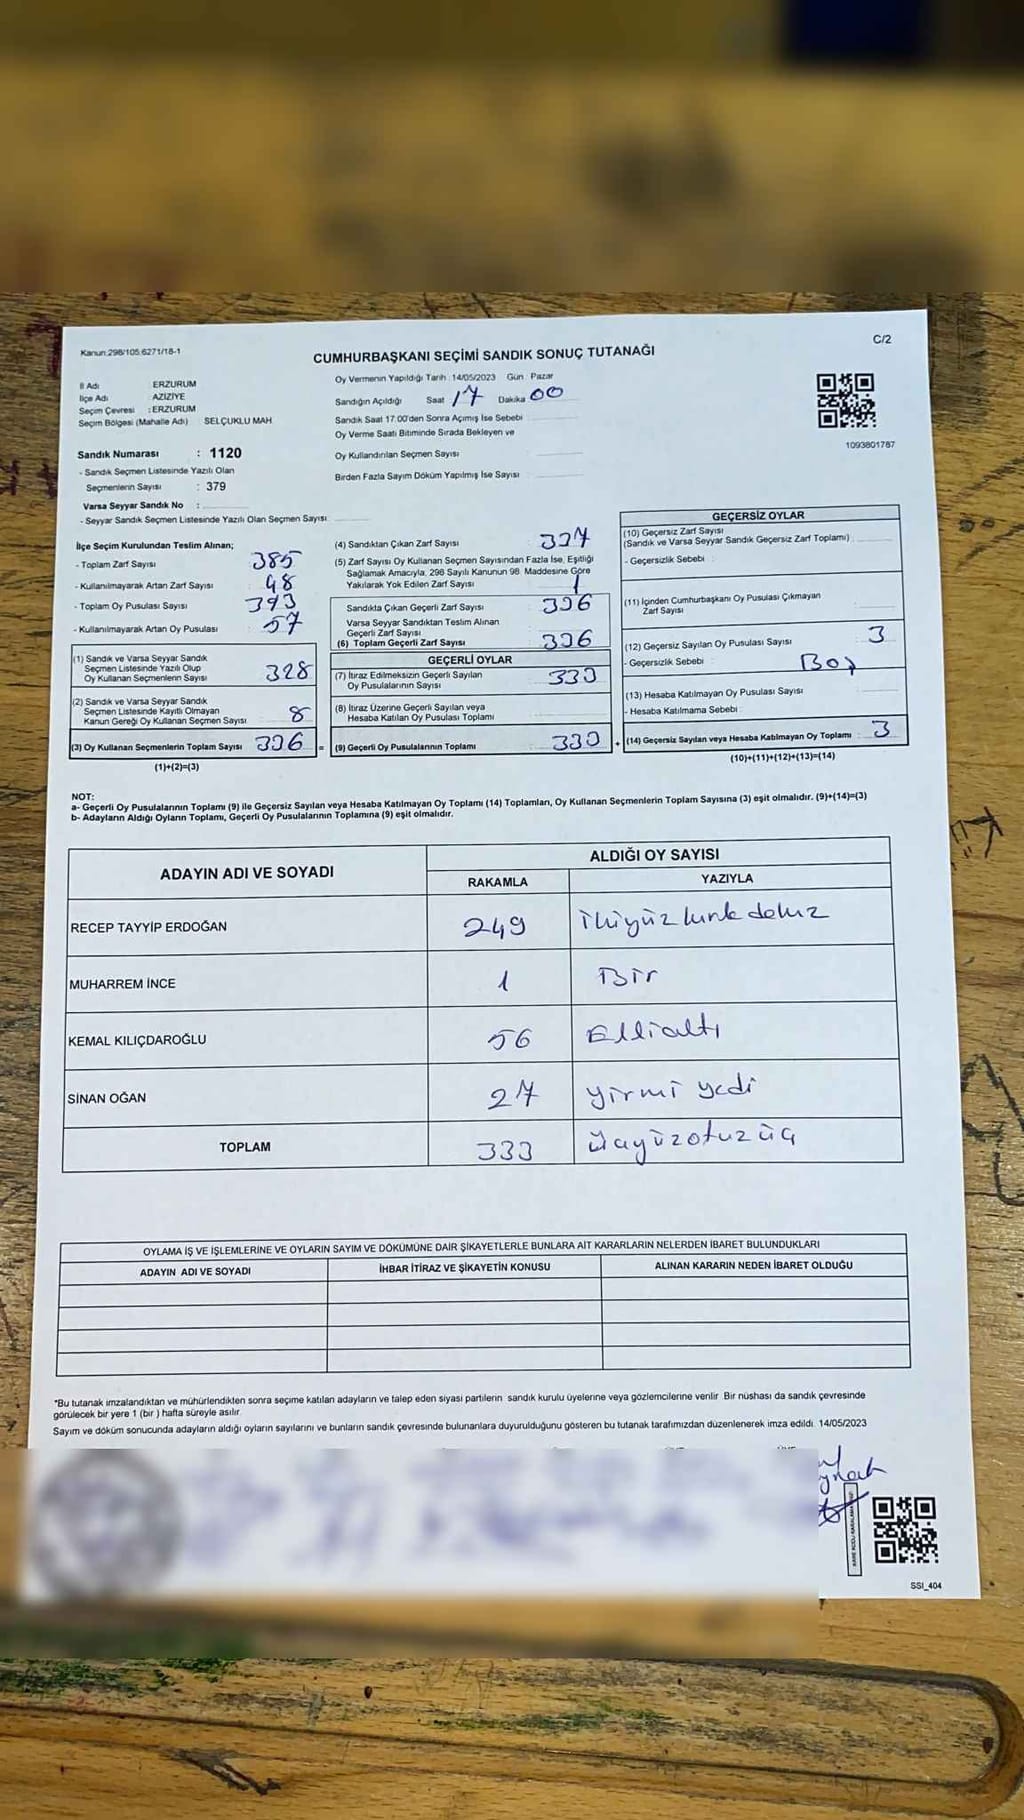 Kanun:298/105,6271/18-1
C/2
CUMHURBAŞKANI SEÇİMİ SANDIK SONUÇ TUTANAĞI
İl Adı : ERZURUM
İlçe Adı : AZİZİYE
Seçim Çevresi : ERZURUM
Seçim Bölgesi (Mahalle Adı) SELÇUKLU MAH
Sandık Numarası : 1120
- Sandık Seçmen Listesinde Yazılı Olan
Seçmenlerin Sayısı : 379
Varsa Seyyar Sandık No :
- Seyyar Sandık Seçmen Listesinde Yazılı Olan Seçmen Sayısı
Oy Vermenin Yapıldığı Tarih : 14/05/2023 Gün : Pazar
Sandığın Açıldığı Saat 17 Dakika 00
Sandık Saat 17:00'den Sonra Açımış İse Sebebi
Oy Verme Saati Bitiminde Sırada Bekleyen ve
Oy Kullandırılan Seçmen Sayısı
Birden Fazla Sayım Döküm Yapılmış İse Sayısı
1093801787
İlçe Seçim Kurulundan Teslim Alınan;
- Toplam Zarf Sayısı 385
- Kullanılmayarak Artan Zarf Sayısı 48
- Toplam Oy Pusulası Sayısı 393
- Kullanılmayarak Artan Oy Pusulası 57
(1) Sandık ve Varsa Seyyar Sandık
Seçmen Listesinde Yazılı Olup
Oy Kullanan Seçmenlerin Sayısı 328
(2) Sandık ve Varsa Seyyar Sandık
Seçmen Listesinde Kayıtlı Olmayan
Kanun Gereği Oy Kullanan Seçmen Sayısı 8
(3) Oy Kullanan Seçmenlerin Toplam Sayısı 336 =
(1)+(2)=(3)
(4) Sandıktan Çıkan Zarf Sayısı : 337
(5) Zarf Sayısı Oy Kullanan Seçmen Sayısından Fazla İse, Eşitliği
Sağlamak Amacıyla, 298 Sayılı Kanunun 98. Maddesine Göre
Yakılarak Yok Edilen Zarf Sayısı 1
Sandıkta Çıkan Geçerli Zarf Sayısı 336
Varsa Seyyar Sandıktan Teslim Alınan
Geçerli Zarf Sayısı
(6) Toplam Geçerli Zarf Sayısı 336
GEÇERLİ OYLAR
(7) İtiraz Edilmeksizin Geçerli Sayılan
Oy Pusulalarının Sayısı 333
(8) İtiraz Üzerine Geçerli Sayılan veya
Hesaba Katılan Oy Pusulası Toplamı
(9) Geçerli Oy Pusulalarının Toplamı 333 +
GEÇERSİZ OYLAR
(10) Geçersiz Zarf Sayısı
(Sandık ve Varsa Seyyar Sandık Geçersiz Zarf Toplamı)
- Geçersizlik Sebebi
(11) İçinden Cumhurbaşkanı Oy Pusulası Çıkmayan
Zarf Sayısı
(12) Geçersiz Sayılan Oy Pusulası Sayısı 3
- Geçersizlik Sebebi Boş
(13) Hesaba Katılmayan Oy Pusulası Sayısı
- Hesaba Katılmama Sebebi
(14) Geçersiz Sayılan veya Hesaba Katılmayan Oy Toplamı : 3
(10)+(11)+(12)+(13)=(14)
NOT:
a- Geçerli Oy Pusulalarının Toplamı (9) ile Geçersiz Sayılan veya Hesaba Katılmayan Oy Toplamı (14) Toplamları, Oy Kullanan Seçmenlerin Toplam Sayısına (3) eşit olmalıdır. (9)+(14)=(3)
b- Adayların Aldığı Oyların Toplamı, Geçerli Oy Pusulalarının Toplamına (9) eşit olmalıdır.
ADAYIN ADI VE SOYADI
ALDIĞI OY SAYISI
RAKAMLA YAZIYLA
RECEP TAYYİP ERDOĞAN 249 ikiyüz kırk dokuz
MUHARREM İNCE 1 Bir
KEMAL KILIÇDAROĞLU 56 Ellialtı
SİNAN OĞAN 27 yirmi yedi
TOPLAM 333 üçyüzotuzüç
OYLAMA İŞ VE İŞLEMLERİNE VE OYLARIN SAYIM VE DÖKÜMÜNE DAİR ŞİKAYETLERLE BUNLARA AİT KARARLARIN NELERDEN İBARET BULUNDUKLARI
ADAYIN ADI VE SOYADI İHBAR İTİRAZ VE ŞİKAYETİN KONUSU ALINAN KARARIN NEDEN İBARET OLDUĞU
*Bu tutanak imzalandıktan ve mühürlendikten sonra seçime katılan adayların ve talep eden siyasi partilerin sandık kurulu üyelerine veya gözlemcilerine verilir. Bir nüshası da sandık çevresinde
görülecek bir yere 1 (bir ) hafta süreyle asılır.
Sayım ve döküm sonucunda adayların aldığı oyların sayılarını ve bunların sandık çevresinde bulunanlara duyurulduğunu gösteren bu tutanak tarafımızdan düzenlenerek imza edildi. 14/05/2023
SSI_404